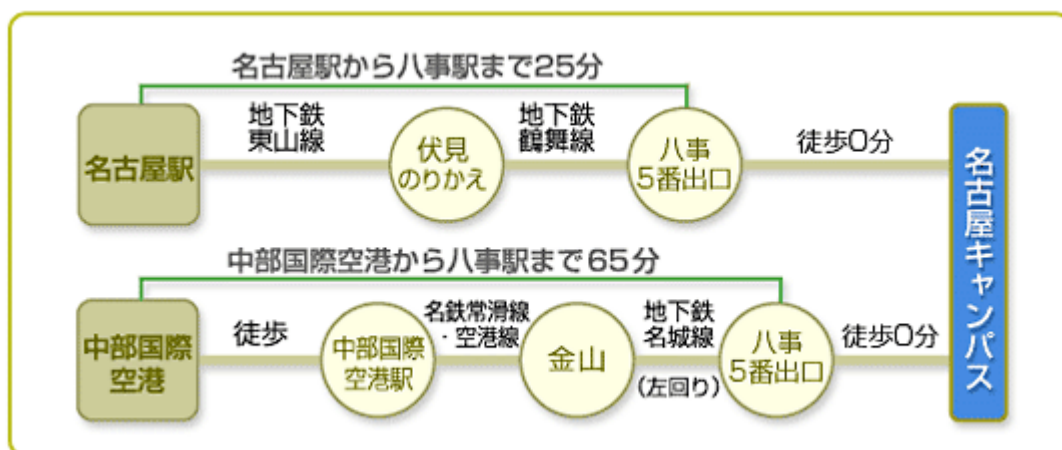 名古屋駅から八事駅まで25分
名古屋駅
地下鉄
東山線
伏見
のりかえ
地下鉄
鶴舞線
八事
5番出口
徒歩0分
名古屋キャンパス
中部国際空港から八事駅まで65分
中部国際
空港
徒歩
中部国際
空港駅
名鉄常滑線
・空港線
金山
地下鉄
名城線
(左回り)
八事
5番出口
徒歩0分